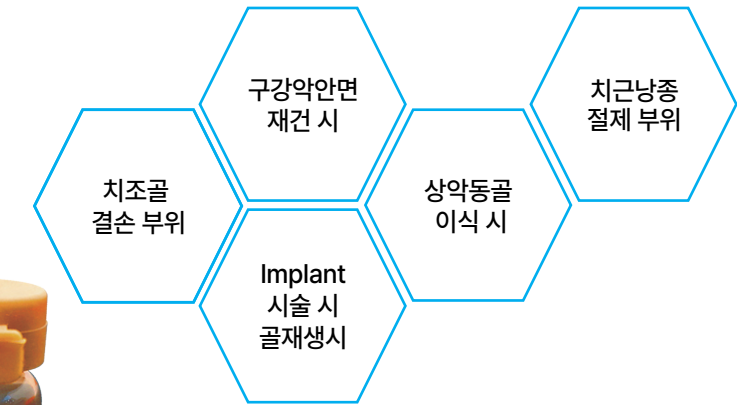 구강악안면
재건 시
치근낭종
절제 부위
치조골
결손 부위
상악동골
이식 시
Implant
시술 시
골재생시